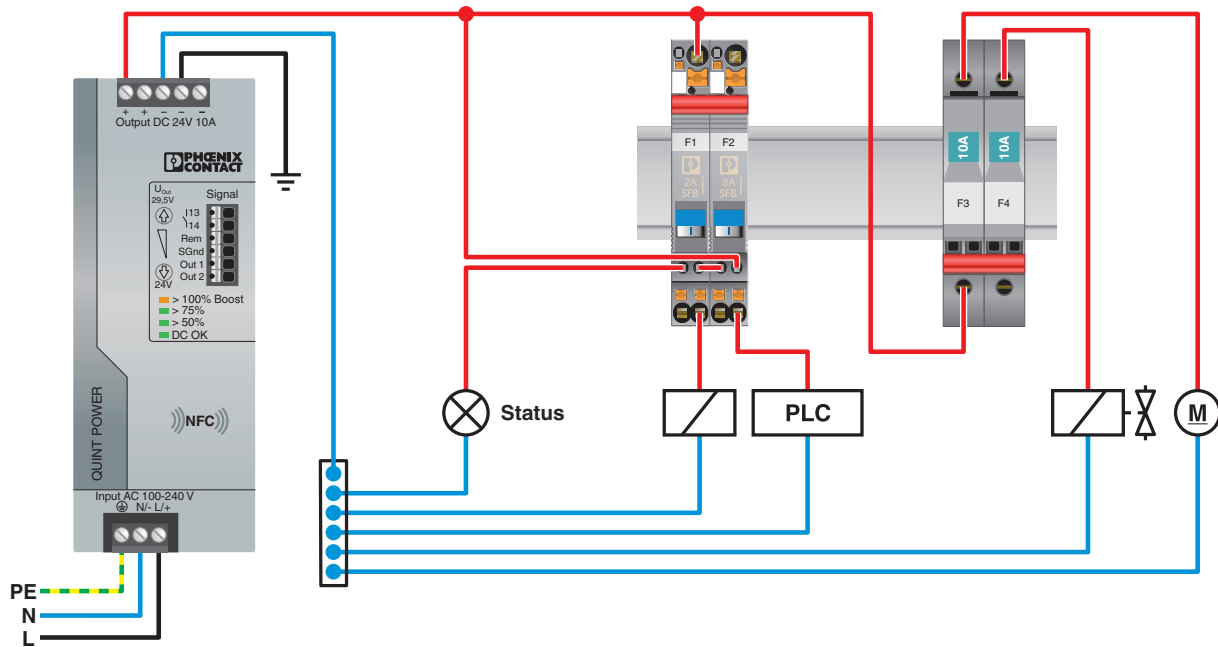 + + – – –
Output DC 24V 10A
PHŒNIX
CONTACT
UOut
29,5V
Signal
13
14
Rem
SGnd
Out 1
Out 2
24V
> 100% Boost
> 75%
> 50%
DC OK
QUINT POWER
NFC
Input AC 100-240 V
N/- L/+
PE
N
L
F1 F2
2A
SFB
8A
SFB
I I
10A
10A
F3 F4
Status
PLC
M